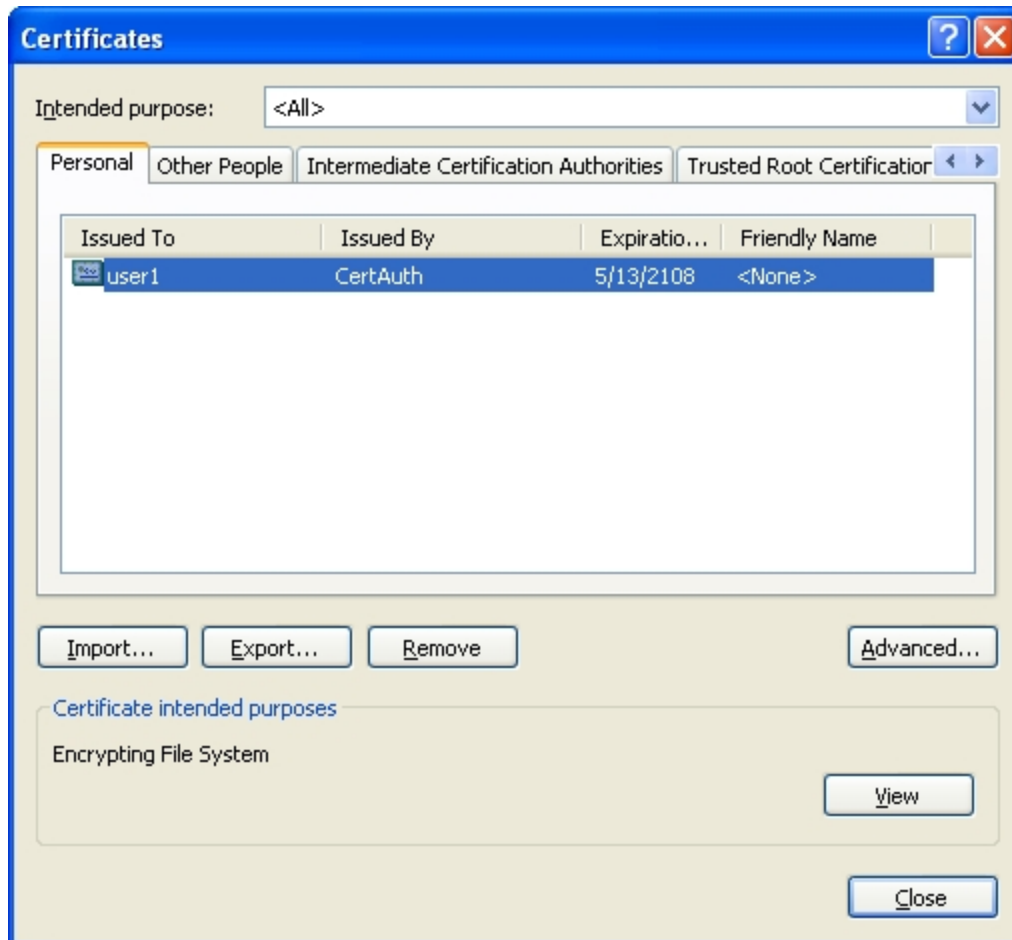 Certificates
Intended purpose: <All>
Personal Other People Intermediate Certification Authorities Trusted Root Certification
Issued To Issued By Expiratio... Friendly Name
user1 CertAuth 5/13/2108 <None>
Import... Export... Remove Advanced...
Certificate intended purposes
Encrypting File System
View
Close